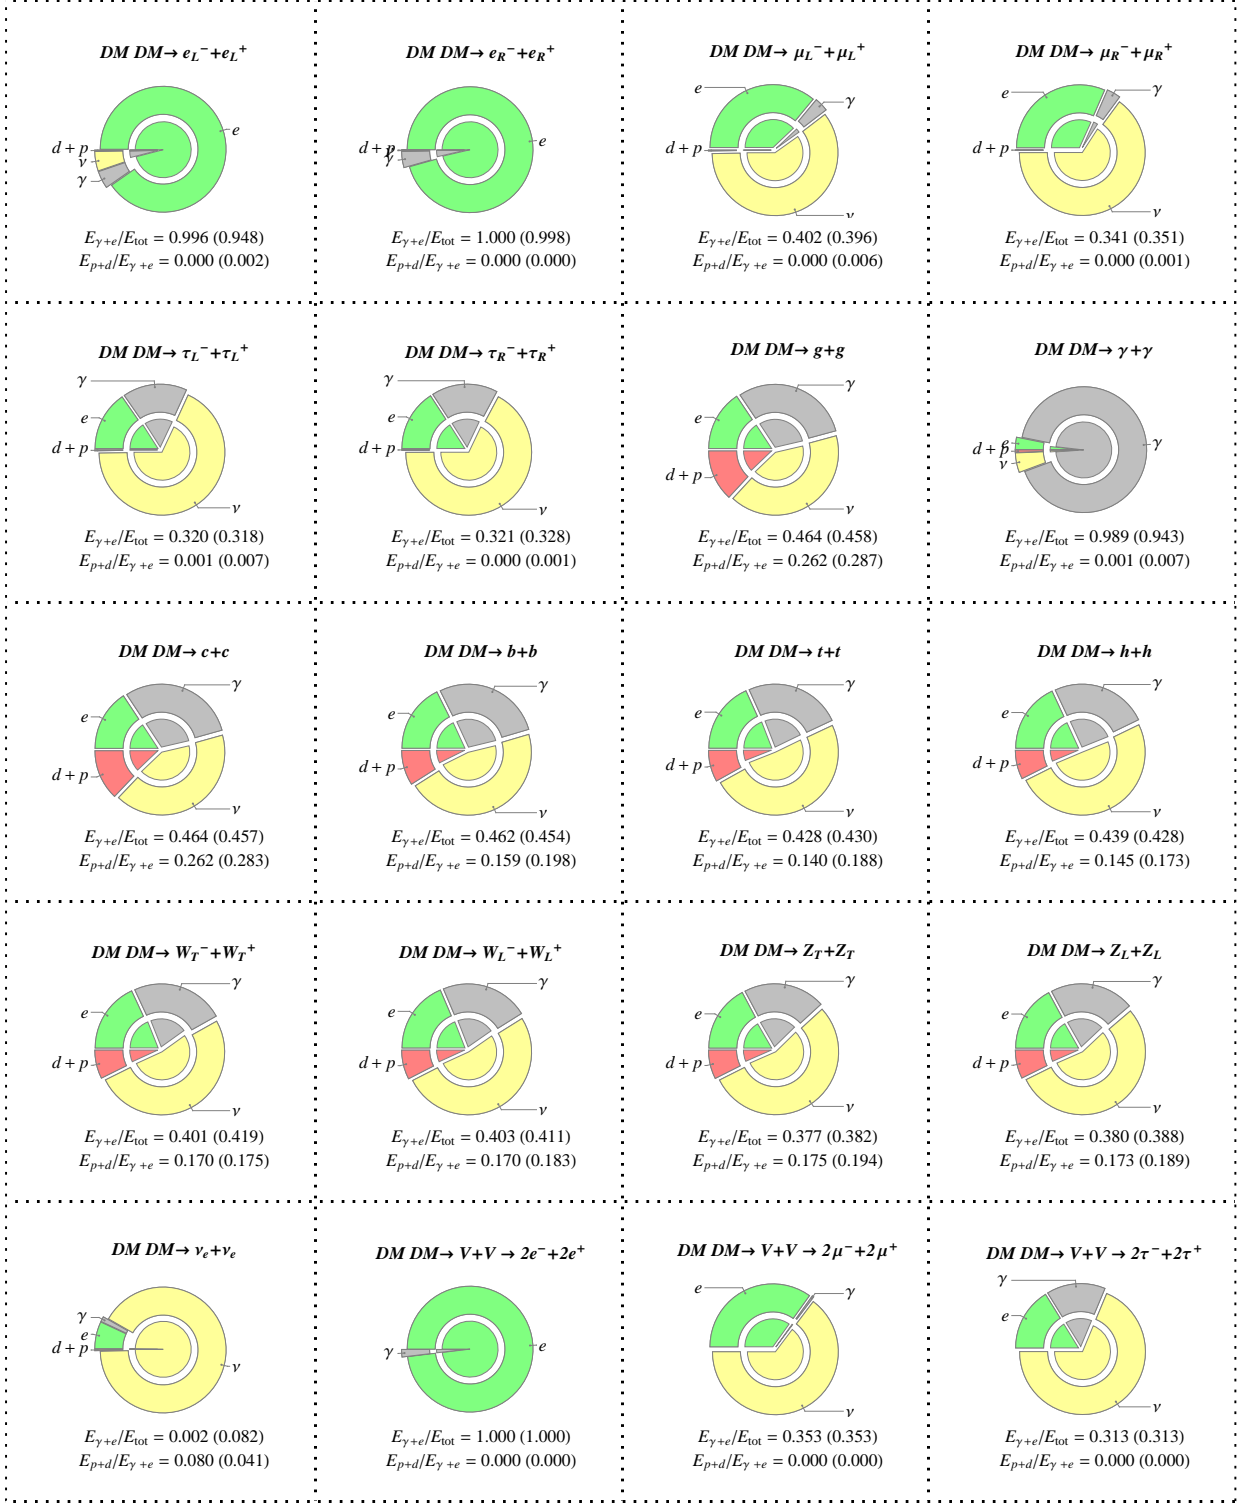 DM DM→ e_L⁻+e_L⁺
d + p
ν
γ
e
E_γ+e/E_tot = 0.996 (0.948)
E_p+d/E_γ+e = 0.000 (0.002)
DM DM→ e_R⁻+e_R⁺
d + p
γ
e
E_γ+e/E_tot = 1.000 (0.998)
E_p+d/E_γ+e = 0.000 (0.000)
DM DM→ μ_L⁻+μ_L⁺
e
γ
d + p
ν
E_γ+e/E_tot = 0.402 (0.396)
E_p+d/E_γ+e = 0.000 (0.006)
DM DM→ μ_R⁻+μ_R⁺
e
γ
d + p
ν
E_γ+e/E_tot = 0.341 (0.351)
E_p+d/E_γ+e = 0.000 (0.001)
DM DM→ τ_L⁻+τ_L⁺
γ
e
d + p
ν
E_γ+e/E_tot = 0.320 (0.318)
E_p+d/E_γ+e = 0.001 (0.007)
DM DM→ τ_R⁻+τ_R⁺
γ
e
d + p
ν
E_γ+e/E_tot = 0.321 (0.328)
E_p+d/E_γ+e = 0.000 (0.001)
DM DM→ g+g
γ
e
d + p
ν
E_γ+e/E_tot = 0.464 (0.458)
E_p+d/E_γ+e = 0.262 (0.287)
DM DM→ γ+γ
e
d + p
ν
γ
E_γ+e/E_tot = 0.989 (0.943)
E_p+d/E_γ+e = 0.001 (0.007)
DM DM→ c+c
γ
e
d + p
ν
E_γ+e/E_tot = 0.464 (0.457)
E_p+d/E_γ+e = 0.262 (0.283)
DM DM→ b+b
γ
e
d + p
ν
E_γ+e/E_tot = 0.462 (0.454)
E_p+d/E_γ+e = 0.159 (0.198)
DM DM→ t+t
γ
e
d + p
ν
E_γ+e/E_tot = 0.428 (0.430)
E_p+d/E_γ+e = 0.140 (0.188)
DM DM→ h+h
γ
e
d + p
ν
E_γ+e/E_tot = 0.439 (0.428)
E_p+d/E_γ+e = 0.145 (0.173)
DM DM→ W_T⁻+W_T⁺
γ
e
d + p
ν
E_γ+e/E_tot = 0.401 (0.419)
E_p+d/E_γ+e = 0.170 (0.175)
DM DM→ W_L⁻+W_L⁺
γ
e
d + p
ν
E_γ+e/E_tot = 0.403 (0.411)
E_p+d/E_γ+e = 0.170 (0.183)
DM DM→ Z_T+Z_T
γ
e
d + p
ν
E_γ+e/E_tot = 0.377 (0.382)
E_p+d/E_γ+e = 0.175 (0.194)
DM DM→ Z_L+Z_L
γ
e
d + p
ν
E_γ+e/E_tot = 0.380 (0.388)
E_p+d/E_γ+e = 0.173 (0.189)
DM DM→ ν_e+ν_e
γ
e
d + p
ν
E_γ+e/E_tot = 0.002 (0.082)
E_p+d/E_γ+e = 0.080 (0.041)
DM DM→ V+V → 2e⁻+2e⁺
γ
e
E_γ+e/E_tot = 1.000 (1.000)
E_p+d/E_γ+e = 0.000 (0.000)
DM DM→ V+V → 2μ⁻+2μ⁺
e
γ
ν
E_γ+e/E_tot = 0.353 (0.353)
E_p+d/E_γ+e = 0.000 (0.000)
DM DM→ V+V → 2τ⁻+2τ⁺
γ
e
ν
E_γ+e/E_tot = 0.313 (0.313)
E_p+d/E_γ+e = 0.000 (0.000)